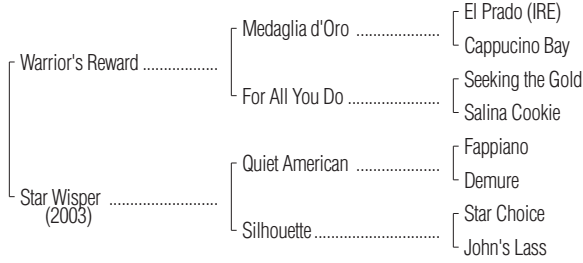 El Prado (IRE)
Medaglia d'Oro ..................
Cappucino Bay
Warrior's Reward ..................
Seeking the Gold
For All You Do ....................
Salina Cookie
Fappiano
Quiet American ..................
Demure
Star Wisper ........................
(2003)
Star Choice
Silhouette ...........................
John's Lass